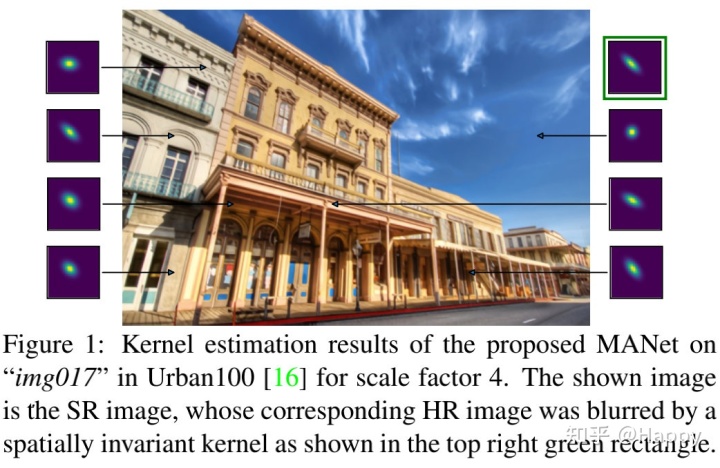 Figure 1: Kernel estimation results of the proposed MANet on
“img017” in Urban100 [16] for scale factor 4. The shown image
is the SR image, whose corresponding HR image was blurred by a
spatially invariant kernel as shown in the top right green rectangle.
知乎 @Happy